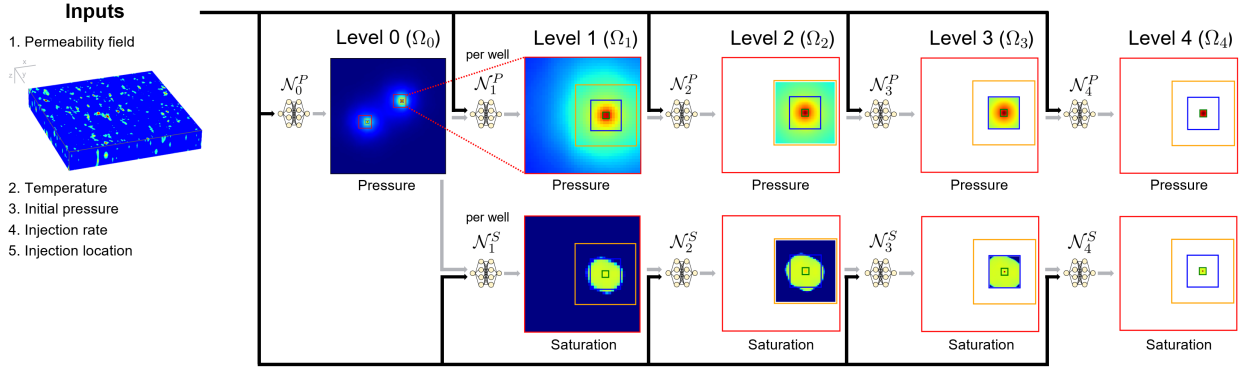 Inputs
1. Permeability field
x
z y
2. Temperature
3. Initial pressure
4. Injection rate
5. Injection location
Level 0 (Ω₀)
𝒩₀ᴾ
Pressure
per well
Level 1 (Ω₁)
𝒩₁ᴾ
Pressure
Level 2 (Ω₂)
𝒩₂ᴾ
Pressure
Level 3 (Ω₃)
𝒩₃ᴾ
Pressure
Level 4 (Ω₄)
𝒩₄ᴾ
Pressure
per well
𝒩₁ˢ
Saturation
𝒩₂ˢ
Saturation
𝒩₃ˢ
Saturation
𝒩₄ˢ
Saturation